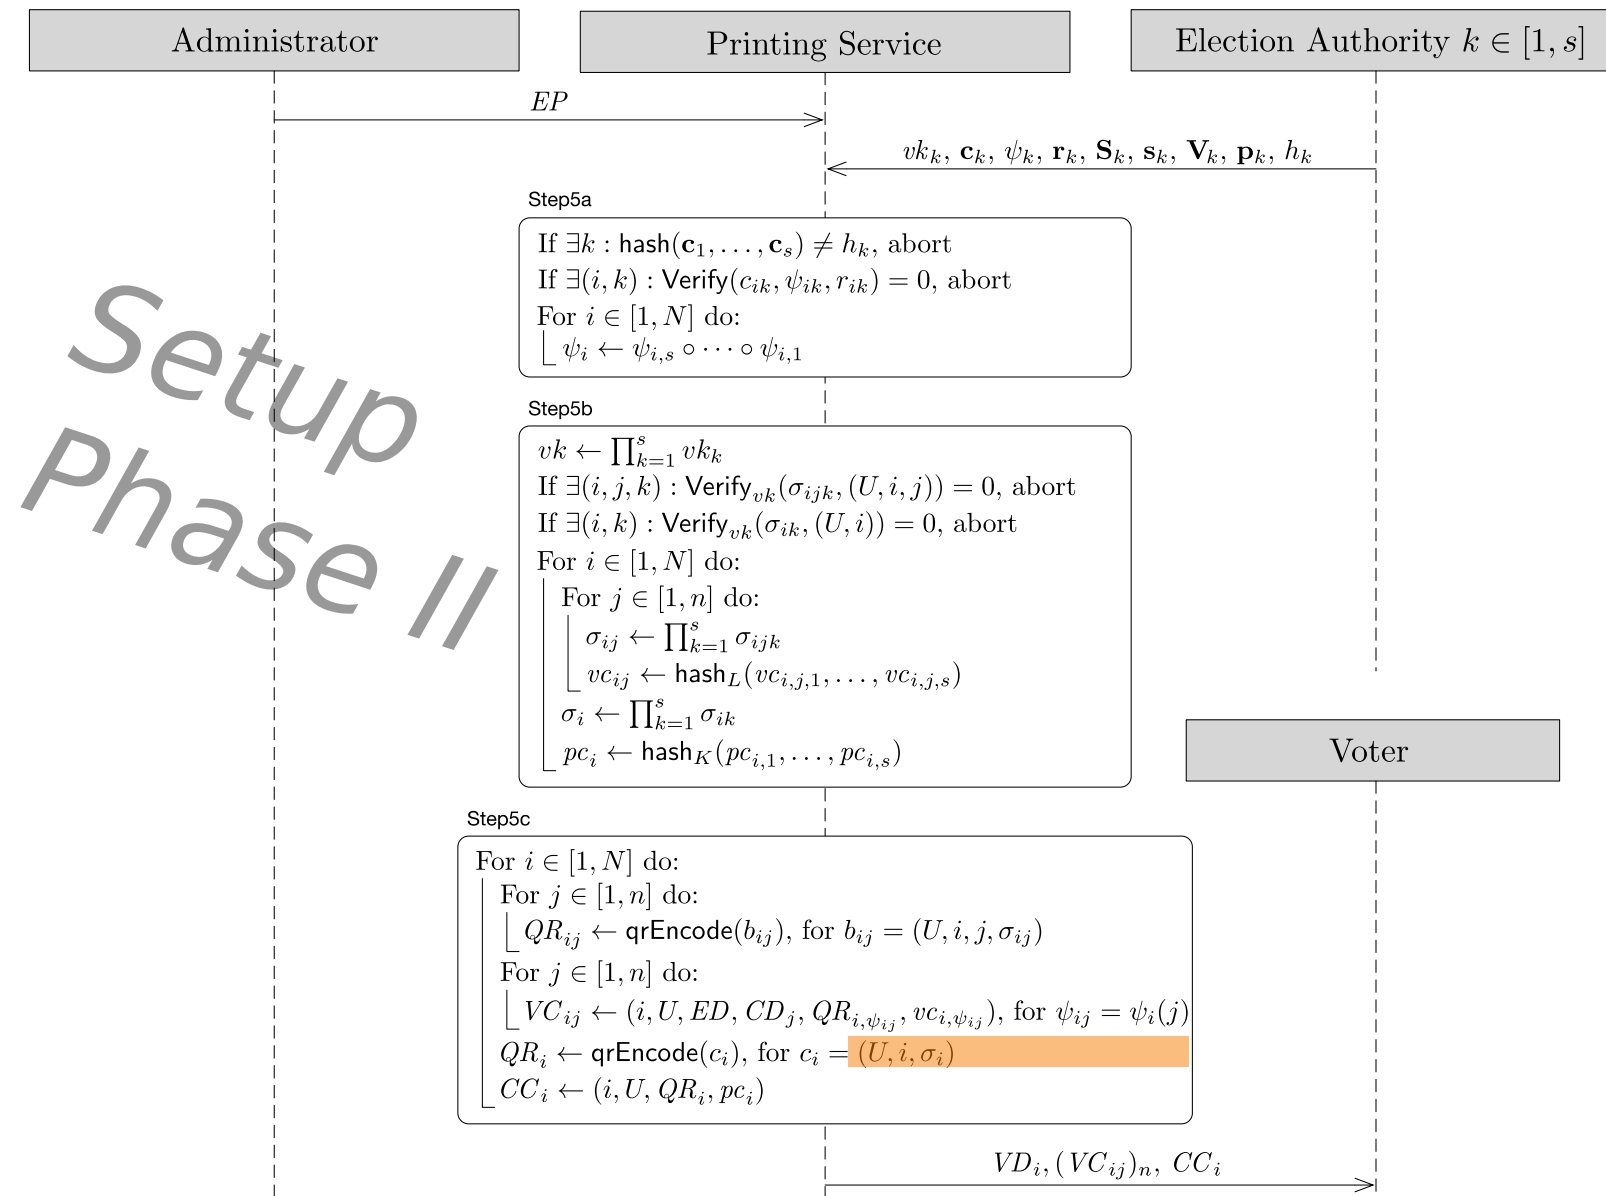 Administrator
Printing Service
Election Authority k ∈ [1, s]
EP
vk_k, c_k, ψ_k, r_k, S_k, s_k, V_k, p_k, h_k
Step5a
If ∃k : hash(c_1, . . . , c_s) ≠ h_k, abort
If ∃(i, k) : Verify(c_ik, ψ_ik, r_ik) = 0, abort
For i ∈ [1, N] do:
ψ_i ← ψ_i,s ∘ · · · ∘ ψ_i,1
Setup
Phase II
Step5b
vk ← ∏_{k=1}^{s} vk_k
If ∃(i, j, k) : Verify_vk(σ_ijk, (U, i, j)) = 0, abort
If ∃(i, k) : Verify_vk(σ_ik, (U, i)) = 0, abort
For i ∈ [1, N] do:
For j ∈ [1, n] do:
σ_ij ← ∏_{k=1}^{s} σ_ijk
vc_ij ← hash_L(vc_i,j,1, . . . , vc_i,j,s)
σ_i ← ∏_{k=1}^{s} σ_ik
pc_i ← hash_K(pc_i,1, . . . , pc_i,s)
Voter
Step5c
For i ∈ [1, N] do:
For j ∈ [1, n] do:
QR_ij ← qrEncode(b_ij), for b_ij = (U, i, j, σ_ij)
For j ∈ [1, n] do:
VC_ij ← (i, U, ED, CD_j, QR_i,ψ_ij, vc_i,ψ_ij), for ψ_ij = ψ_i(j)
QR_i ← qrEncode(c_i), for c_i = (U, i, σ_i)
CC_i ← (i, U, QR_i, pc_i)
VD_i, (VC_ij)_n, CC_i